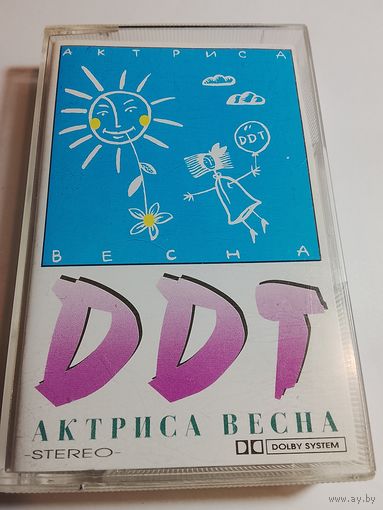 АКТРИСА
DDT
ВЕСНА
DDT
АКТРИСА ВЕСНА
-STEREO-
DOLBY SYSTEM
www.ay.by